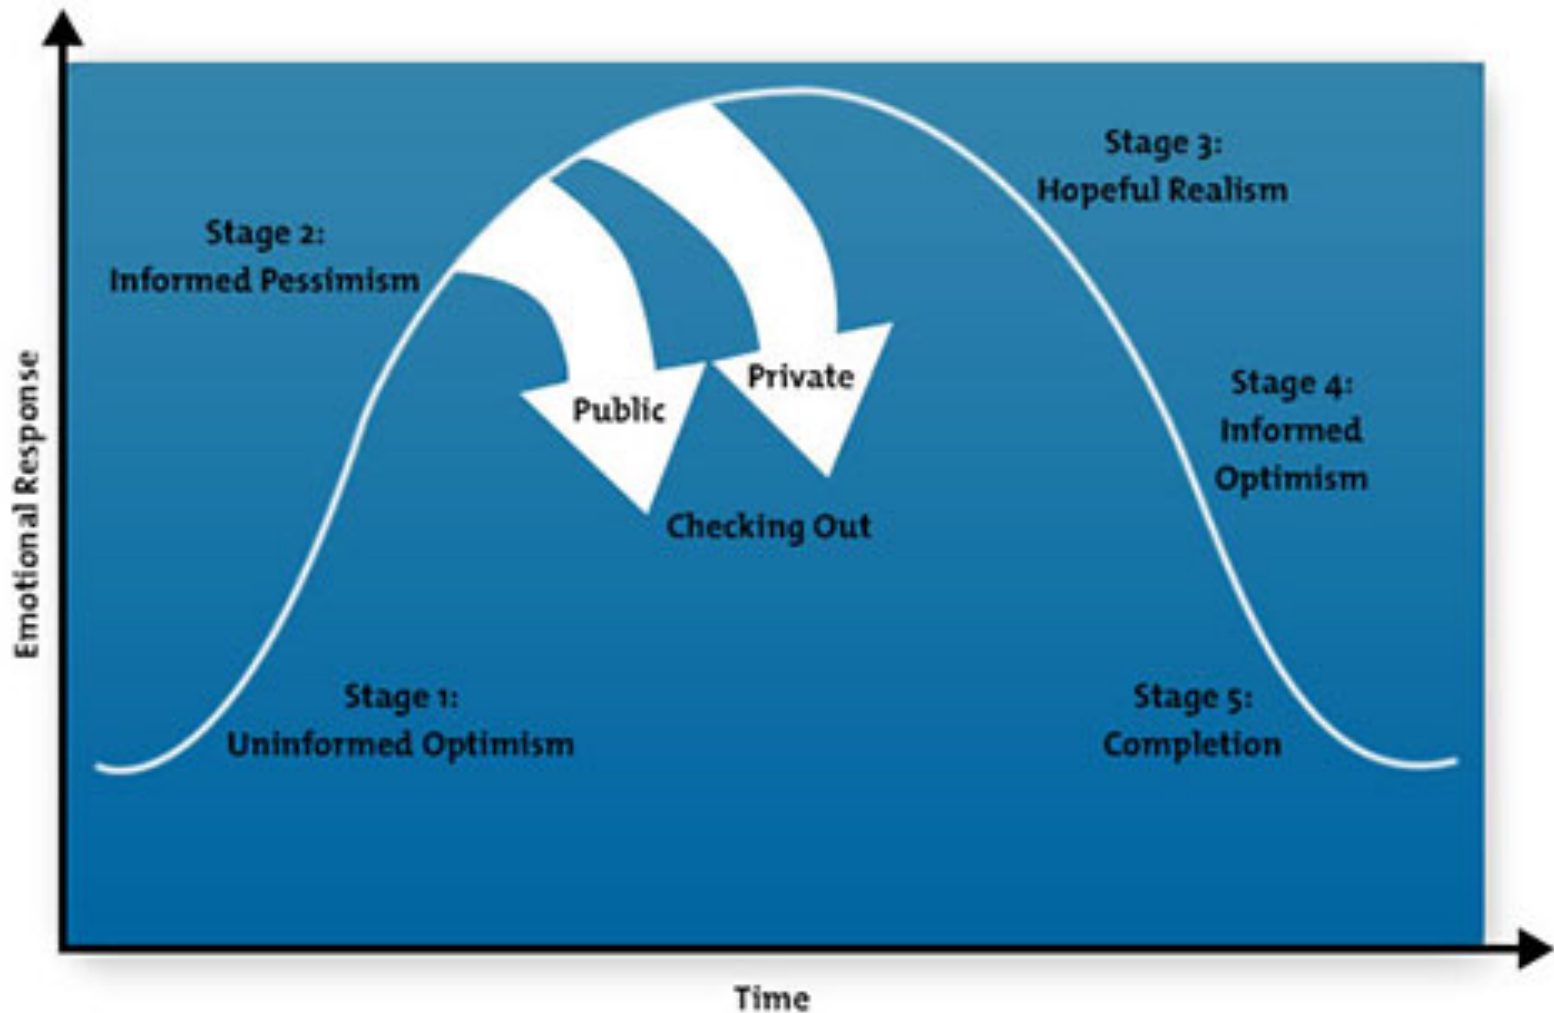 Stage 3:
Hopeful Realism
Stage 2:
Informed Pessimism
Private
Public
Stage 4:
Informed
Optimism
Checking Out
Emotional Response
Stage 1:
Uninformed Optimism
Stage 5:
Completion
Time